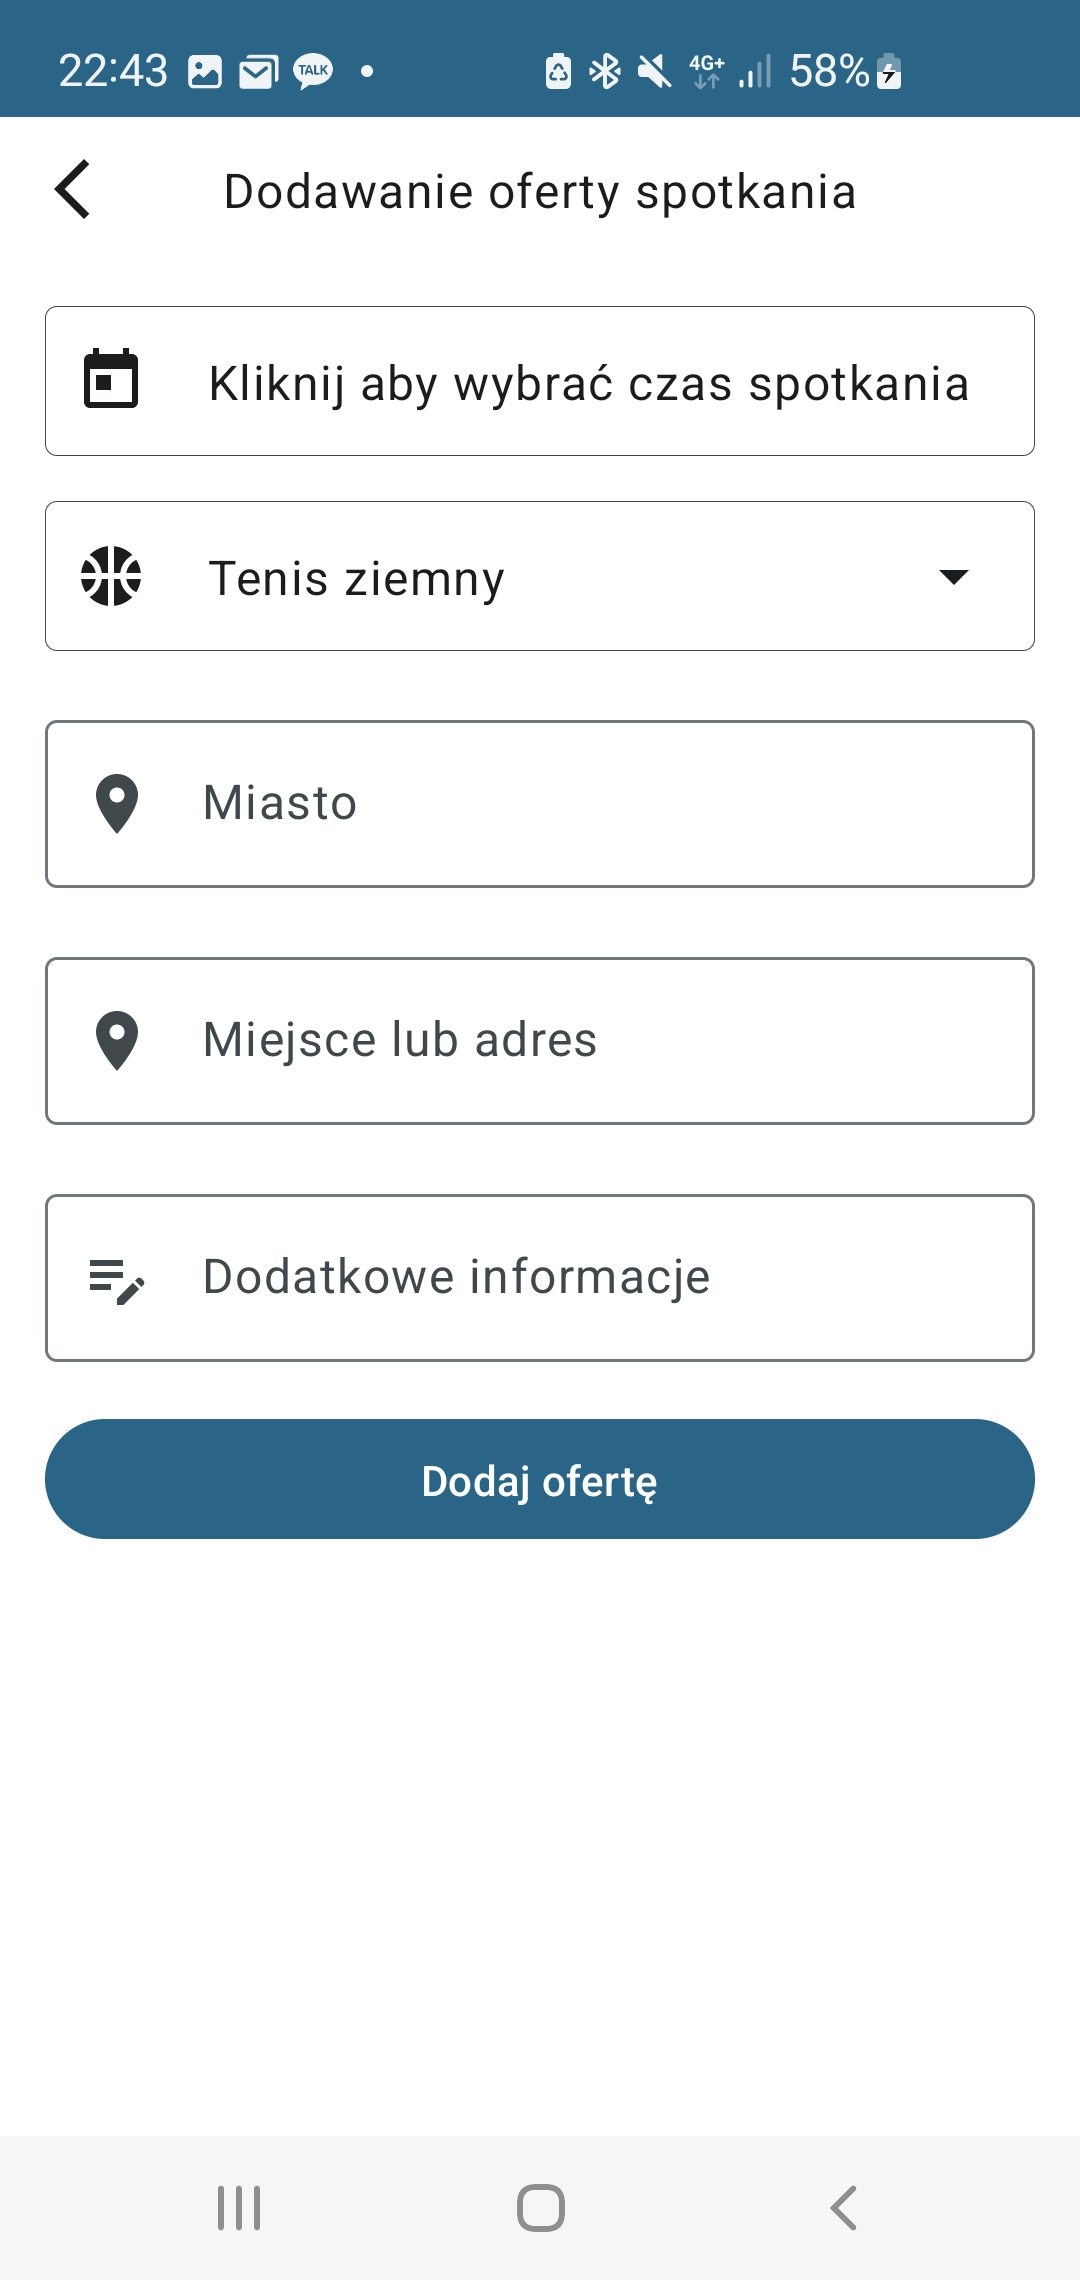 22:43 TALK 4G+ 58%
Dodawanie oferty spotkania
Kliknij aby wybrać czas spotkania
Tenis ziemny
Miasto
Miejsce lub adres
Dodatkowe informacje
Dodaj ofertę